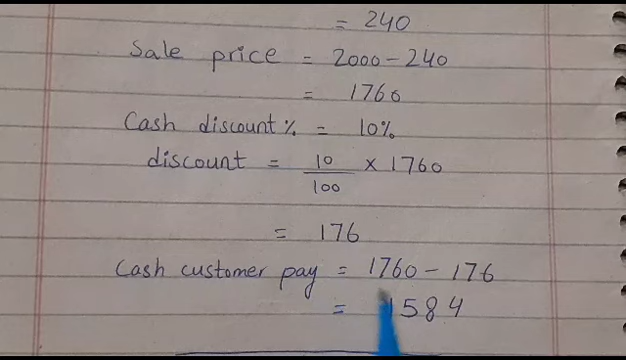 = 240
Sale price = 2000 - 240
= 1760
Cash discount % = 10%
discount = 10/100 x 1760
= 176
Cash customer pay = 1760 - 176
= 1584